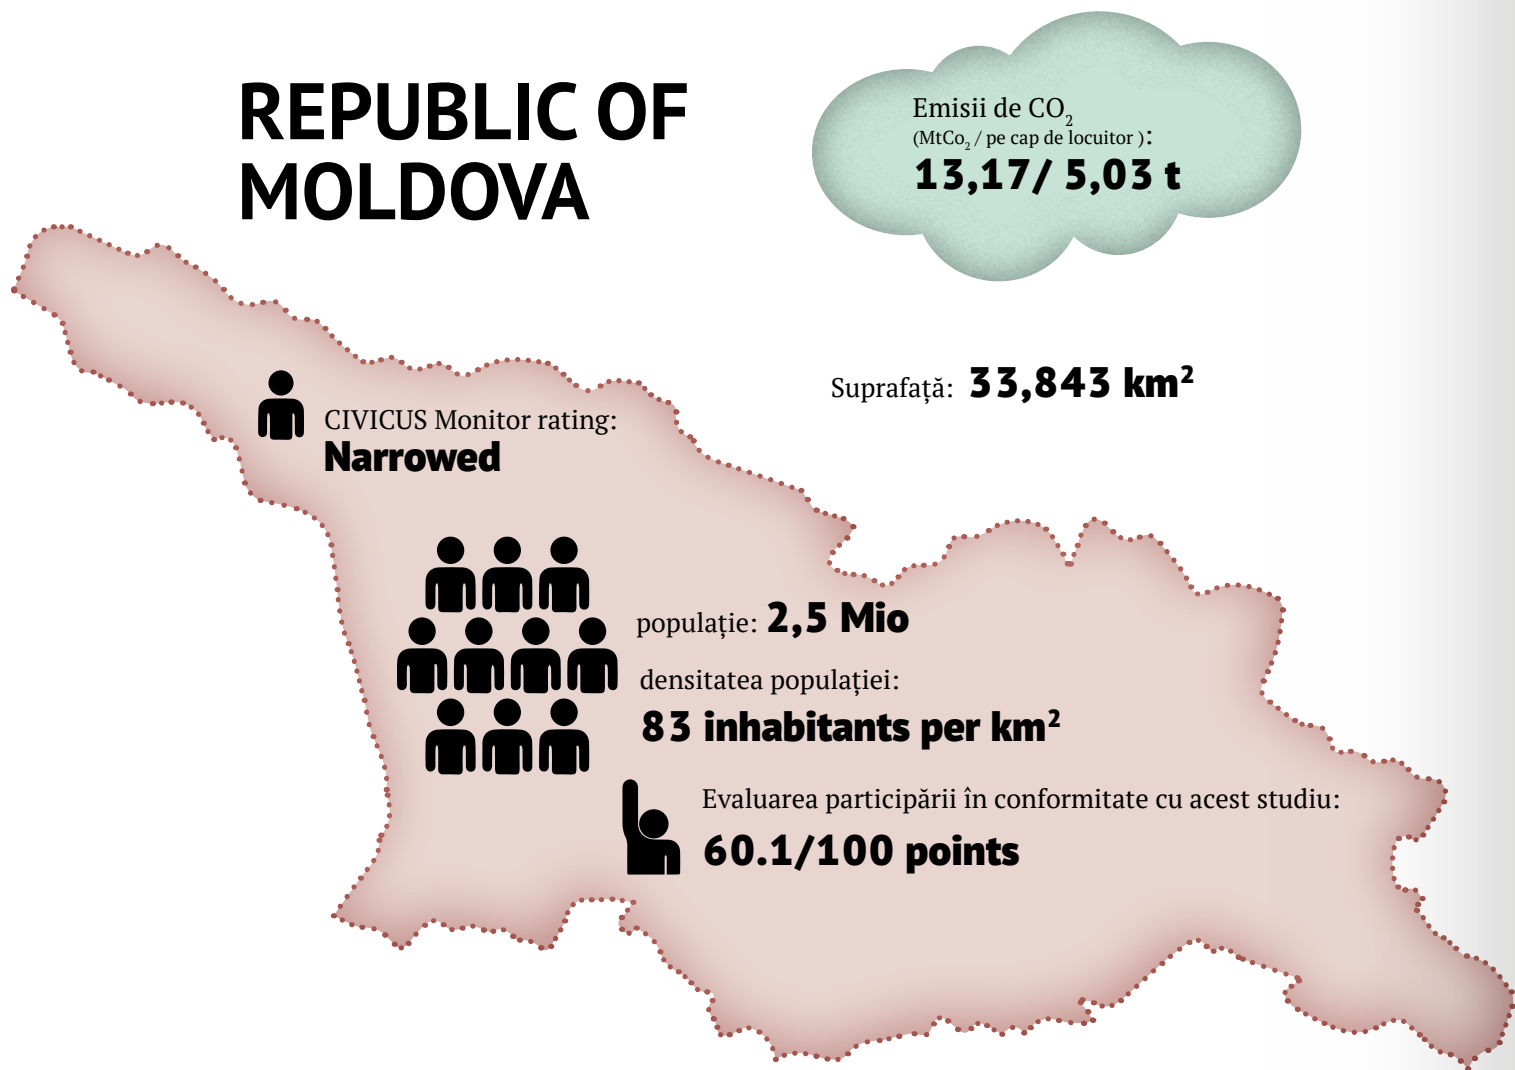 REPUBLIC OF
MOLDOVA
Emisii de CO₂
(MtCo₂ / pe cap de locuitor ):
13,17/ 5,03 t
Suprafață: 33,843 km²
CIVICUS Monitor rating:
Narrowed
populație: 2,5 Mio
densitatea populației:
83 inhabitants per km²
Evaluarea participării în conformitate cu acest studiu:
60.1/100 points